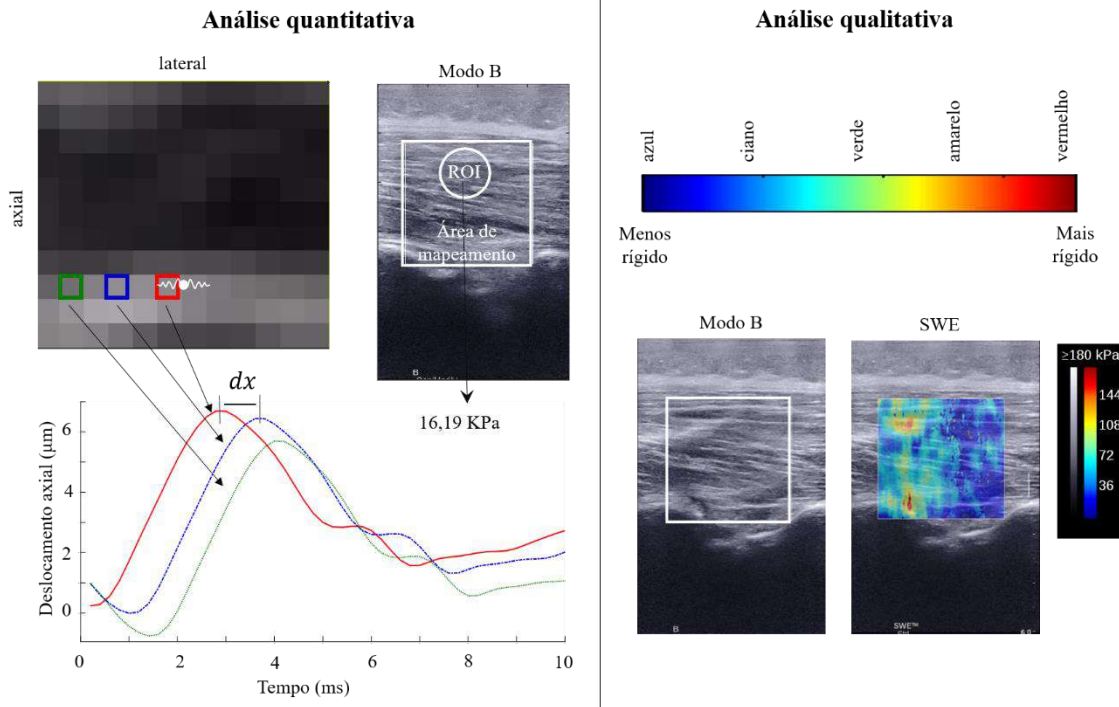 Análise quantitativa
lateral
axial
Modo B
ROI
Área de
mapeamento
B
16,19 KPa
dx
Deslocamento axial (µm)
6
4
2
0
0
2
4
6
8
10
Tempo (ms)
Análise qualitativa
azul
ciano
verde
amarelo
vermelho
Menos
rígido
Mais
rígido
Modo B
B
SWE
SWE™
≥180 kPa
144
108
72
36